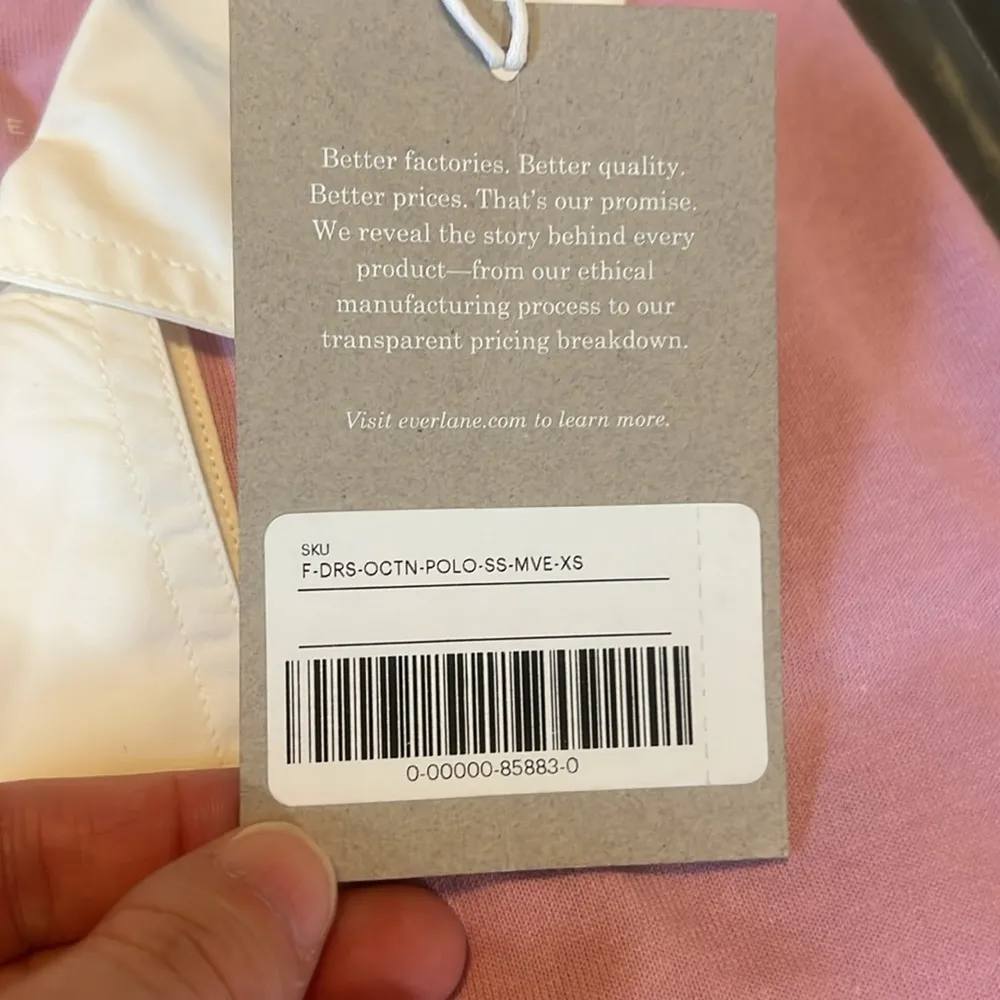 E
Better factories. Better quality.
Better prices. That's our promise.
We reveal the story behind every
product—from our ethical
manufacturing process to our
transparent pricing breakdown.
Visit everlane.com to learn more.
SKU
F-DRS-OCTN-POLO-SS-MVE-XS
0-00000-85883-0